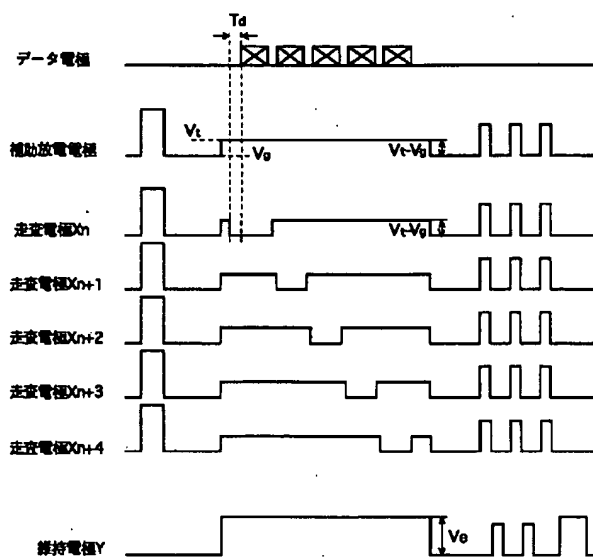 Td
データ電極
Vt
補助放電電極
Vg
Vt-Vg
走査電極Xn
Vt-Vg
走査電極Xn+1
走査電極Xn+2
走査電極Xn+3
走査電極Xn+4
維持電極Y
Ve